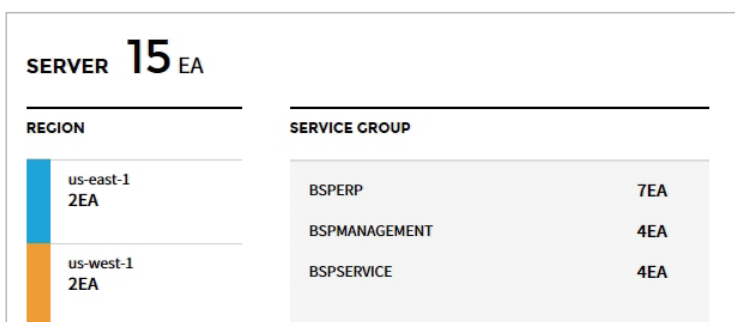 SERVER 15 EA
REGION
us-east-1
2EA
us-west-1
2EA
SERVICE GROUP
BSPERP 7EA
BSPMANAGEMENT 4EA
BSPSERVICE 4EA